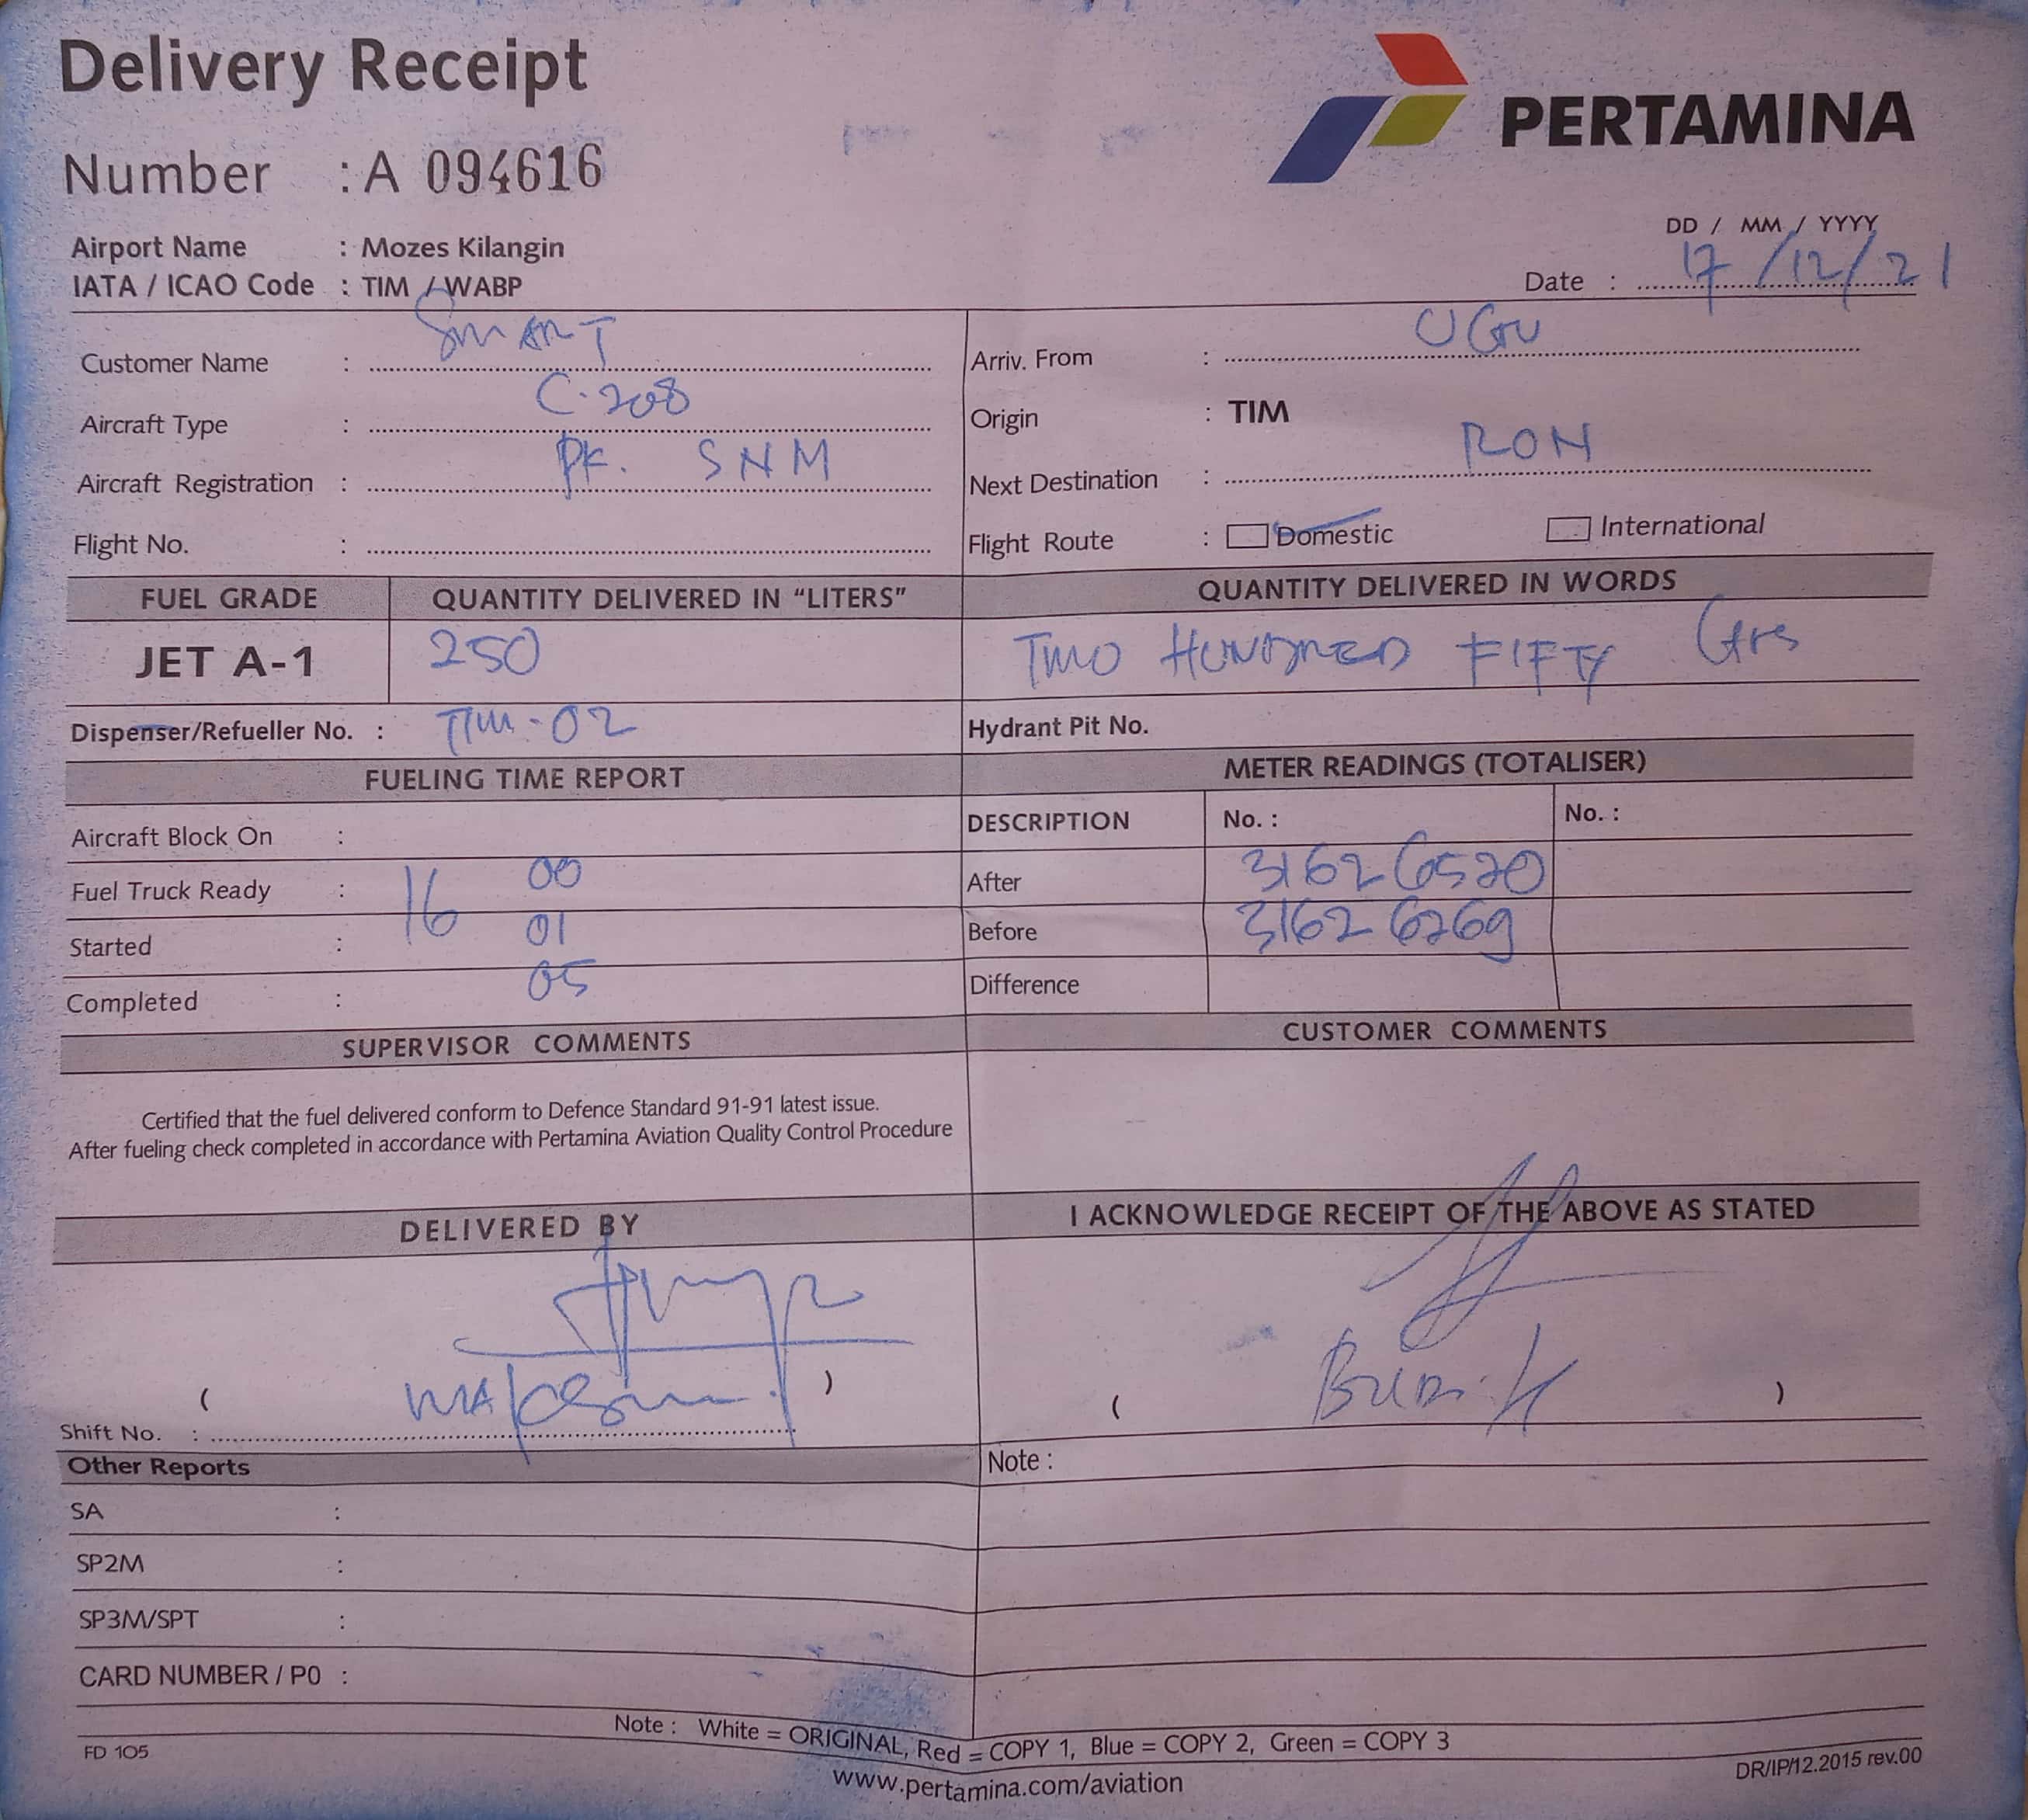 Delivery Receipt
PERTAMINA
Number : A 094616
DD / MM / YYYY
Airport Name : Mozes Kilangin
IATA / ICAO Code : TIM / WABP
Date : 17/12/21
Customer Name : SMART
Arriv. From : UGU
Aircraft Type : C.208
Origin : TIM
Aircraft Registration : PK. SNM
Next Destination : RON
Flight No. :
Flight Route : Domestic International
FUEL GRADE QUANTITY DELIVERED IN “LITERS” QUANTITY DELIVERED IN WORDS
JET A-1 250 TWO HUNDRED FIFTY
Dispenser/Refueller No. : TIM-02 Hydrant Pit No.
FUELING TIME REPORT METER READINGS (TOTALISER)
Aircraft Block On : DESCRIPTION No. : No. :
Fuel Truck Ready : 16 00 After 31626520
Started : 01 Before 31626269
Completed : 05 Difference
SUPERVISOR COMMENTS CUSTOMER COMMENTS
Certified that the fuel delivered conform to Defence Standard 91-91 latest issue.
After fueling check completed in accordance with Pertamina Aviation Quality Control Procedure
DELIVERED BY I ACKNOWLEDGE RECEIPT OF THE ABOVE AS STATED
( ) ( )
Shift No. :
Other Reports Note :
SA :
SP2M :
SP3M/SPT :
CARD NUMBER / P0 :
Note : White = ORIGINAL, Red = COPY 1, Blue = COPY 2, Green = COPY 3
FD 105 www.pertamina.com/aviation DR/IP/12.2015 rev.00